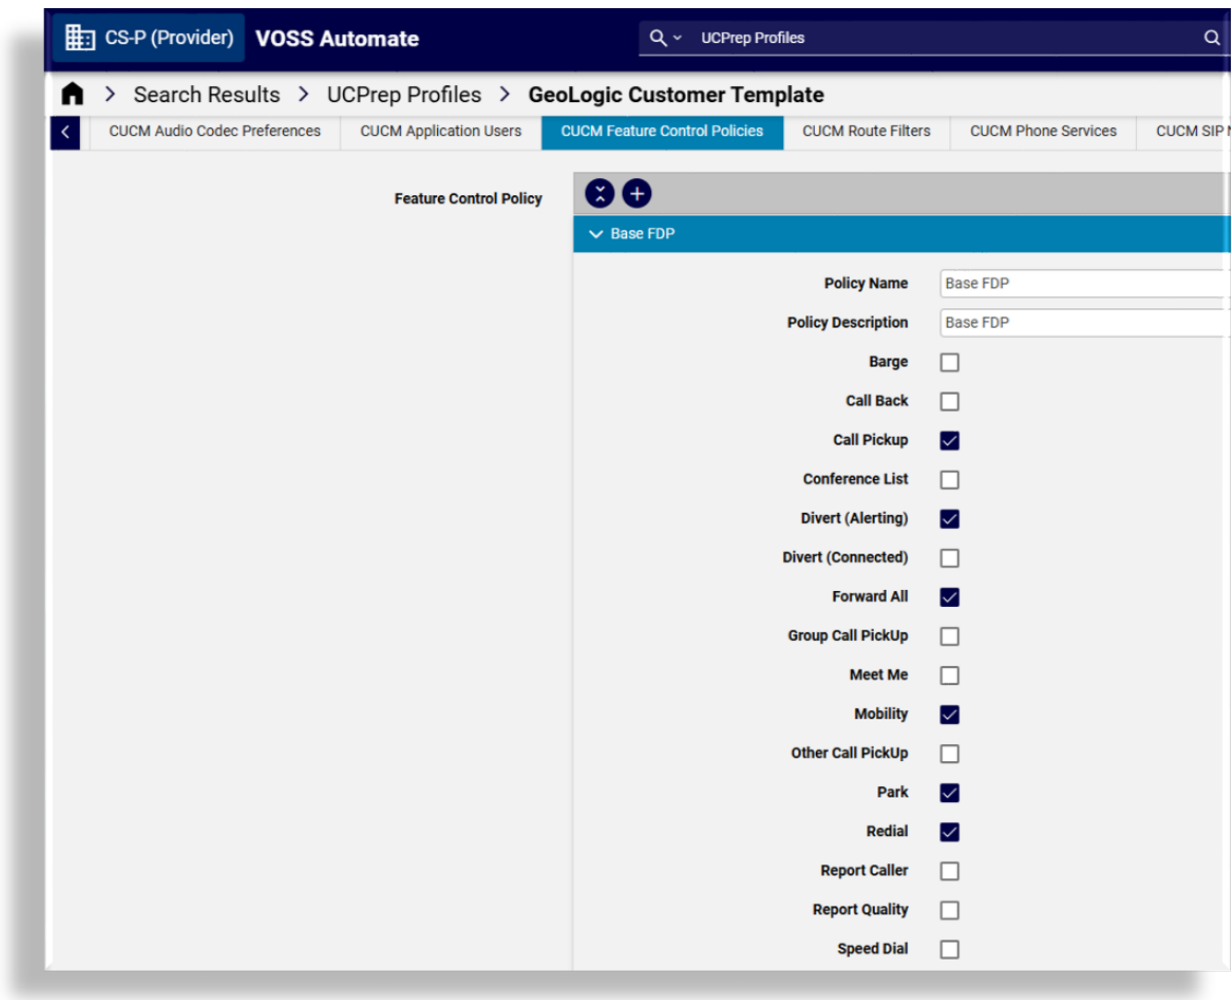 CS-P (Provider) VOSS Automate UCPrep Profiles
> Search Results > UCPrep Profiles > GeoLogic Customer Template
CUCM Audio Codec Preferences CUCM Application Users CUCM Feature Control Policies CUCM Route Filters CUCM Phone Services CUCM SIP
Feature Control Policy
Base FDP
Policy Name Base FDP
Policy Description Base FDP
Barge
Call Back
Call Pickup
Conference List
Divert (Alerting)
Divert (Connected)
Forward All
Group Call PickUp
Meet Me
Mobility
Other Call PickUp
Park
Redial
Report Caller
Report Quality
Speed Dial